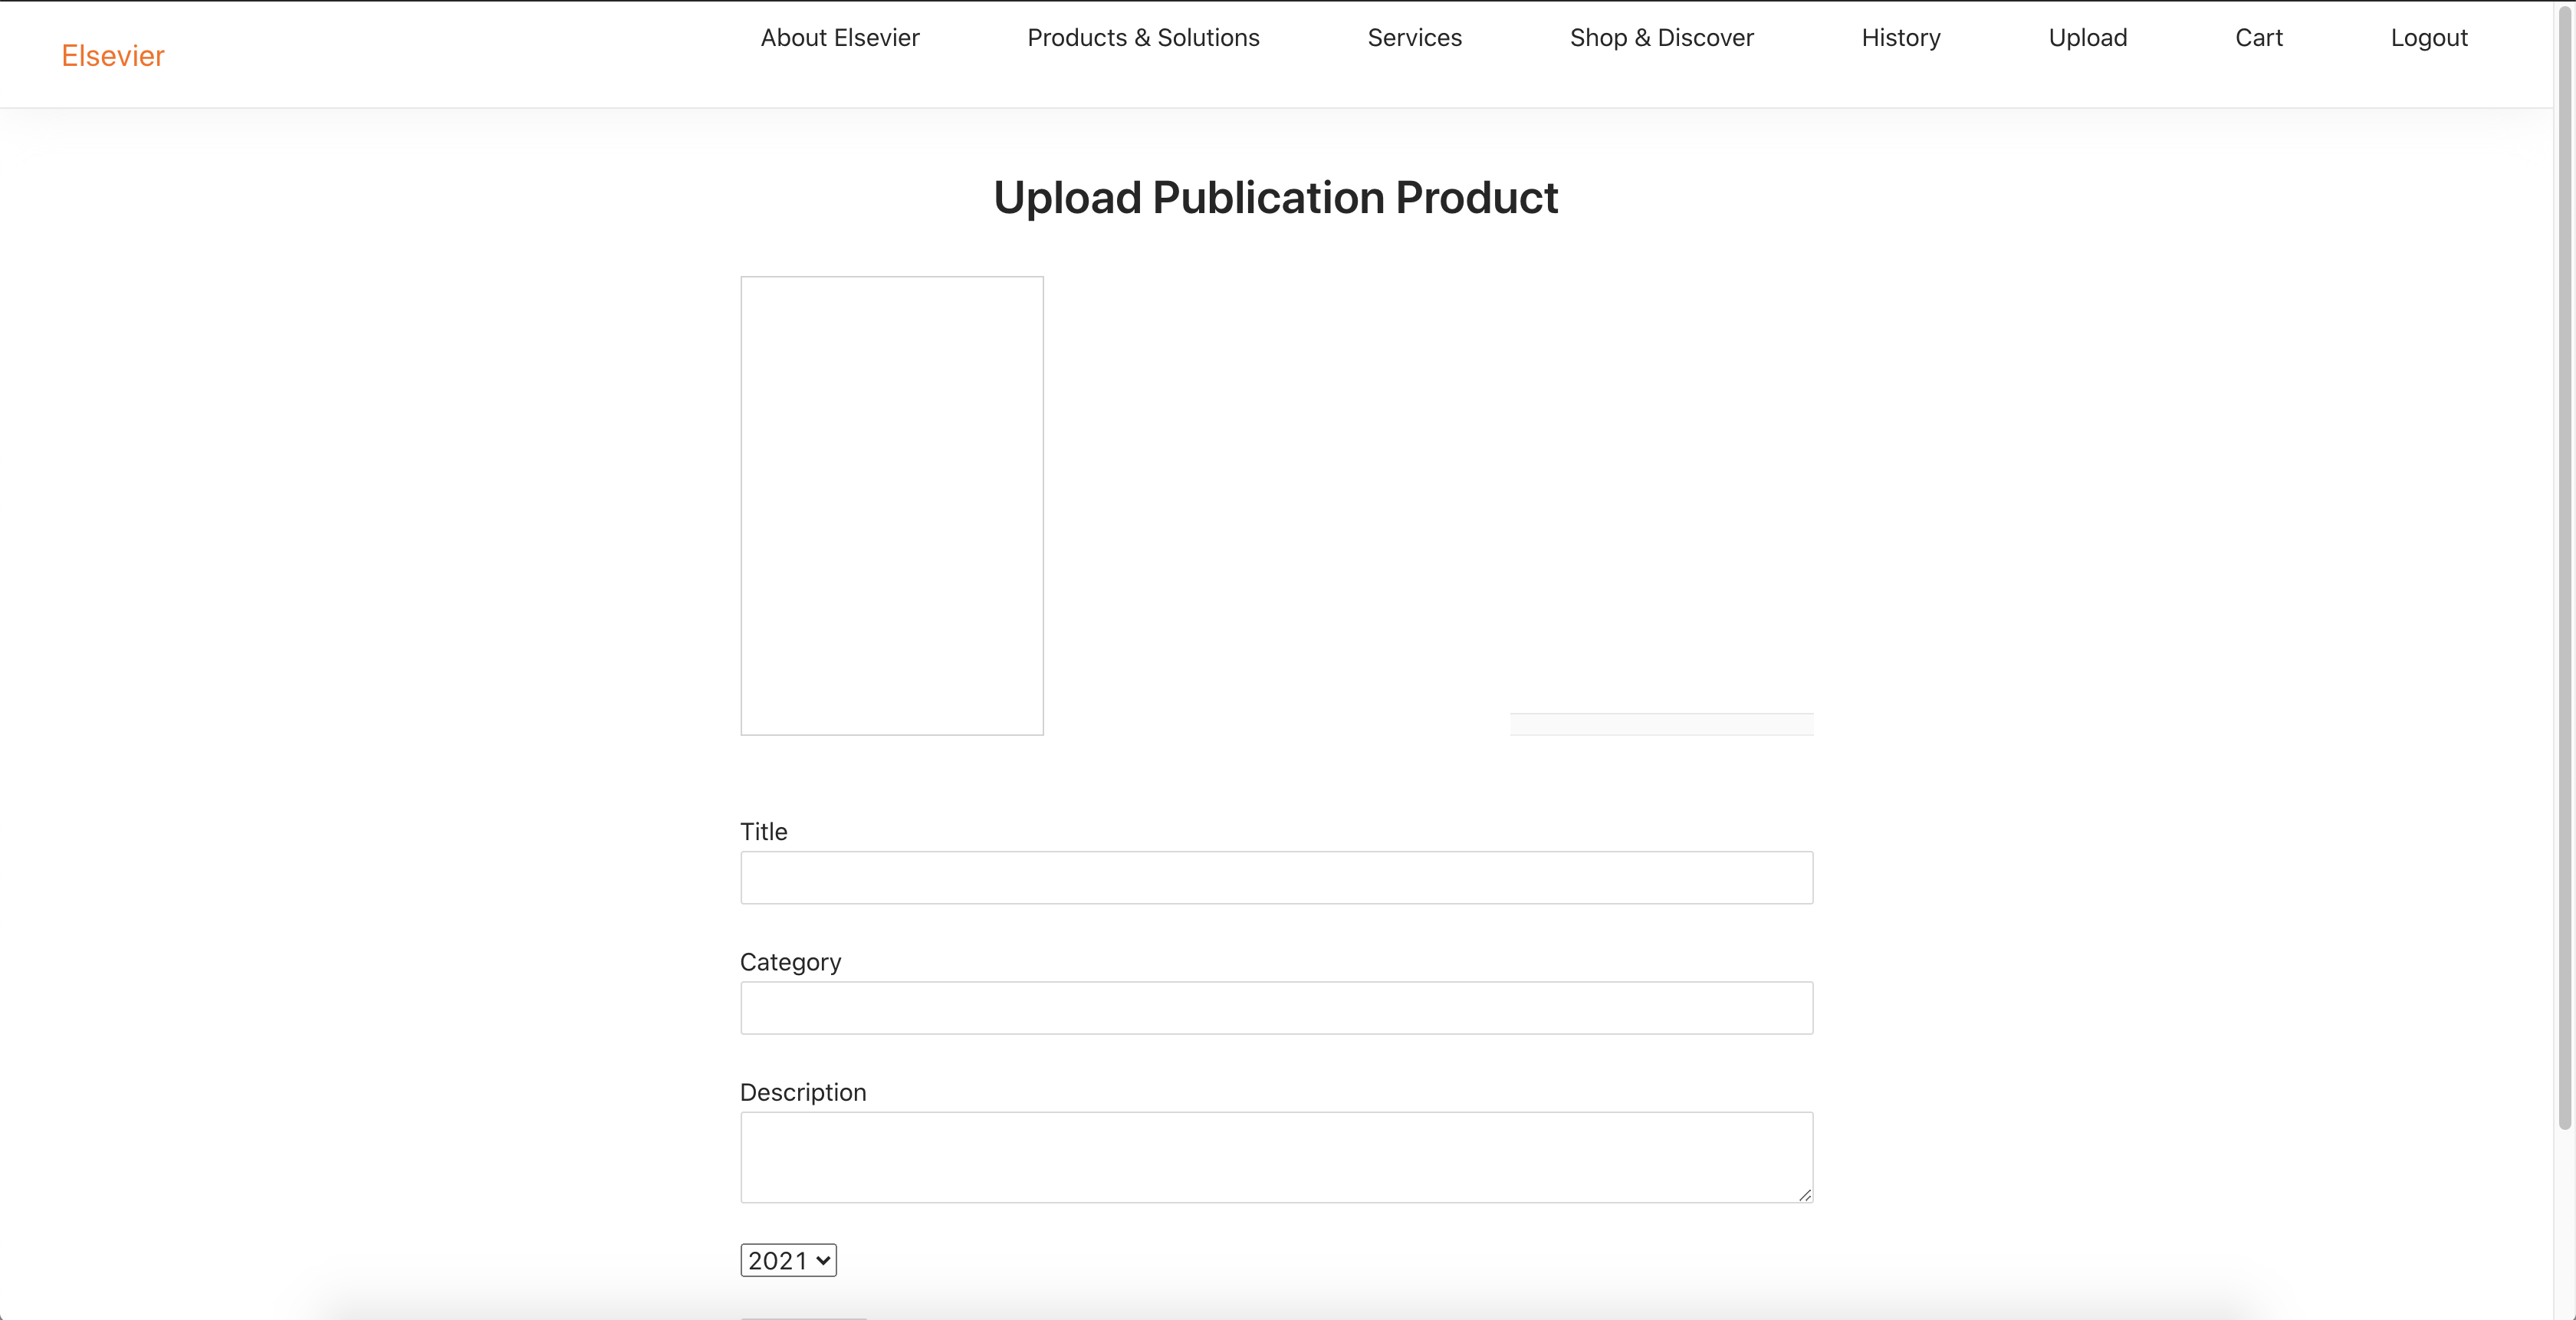 Elsevier
About Elsevier
Products & Solutions
Services
Shop & Discover
History
Upload
Cart
Logout
Upload Publication Product
Title
Category
Description
2021